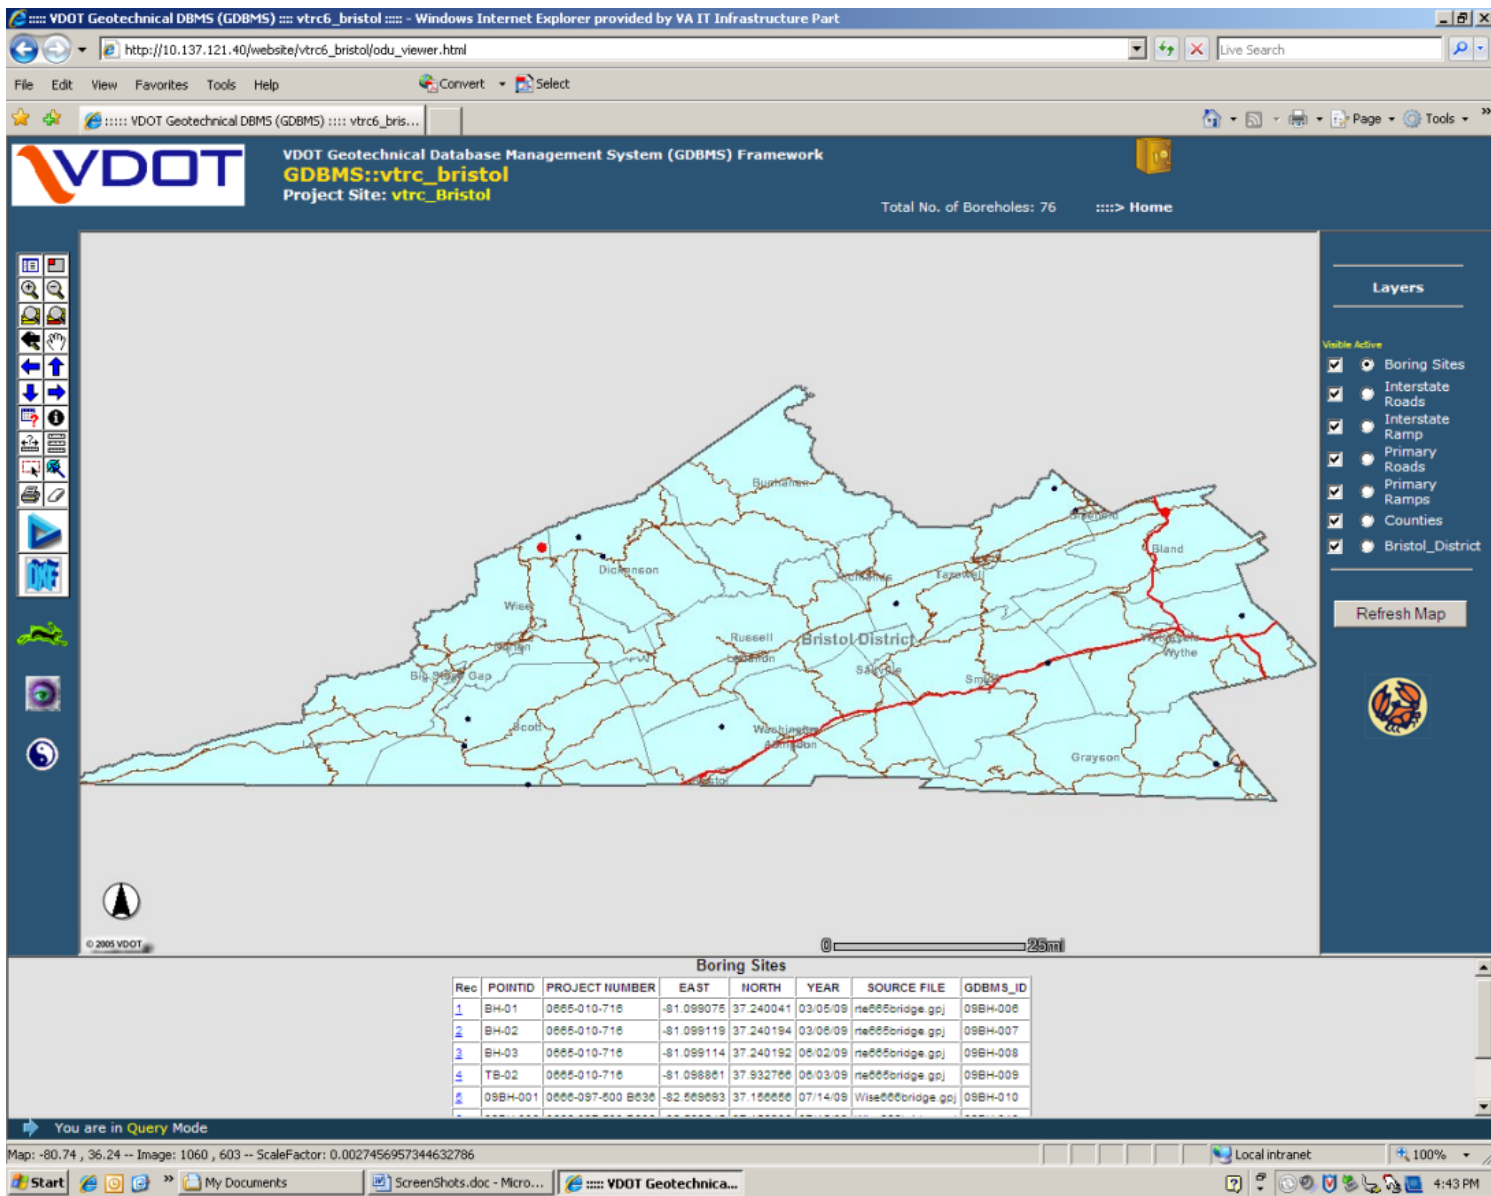 ::::: VDOT Geotechnical DBMS (GDBMS) :::: vtrc6_bristol ::::: - Windows Internet Explorer provided by VA IT Infrastructure Part
http://10.137.121.40/website/vtrc6_bristol/odu_viewer.html
Live Search
File Edit View Favorites Tools Help
Convert Select
::::: VDOT Geotechnical DBMS (GDBMS) :::: vtrc6_bris...
Page Tools
VDOT
VDOT Geotechnical Database Management System (GDBMS) Framework
GDBMS::vtrc_bristol
Project Site: vtrc_Bristol
Total No. of Boreholes: 76 ::::> Home
Layers
Visible Active
Boring Sites
Interstate
Roads
Interstate
Ramp
Primary
Roads
Primary
Ramps
Counties
Bristol_District
Refresh Map
DXF
Buchanan
Bland
Dickenson
Tazewell
Wise
Norton
Russell
Lebanon
Bristol District
Wythe
Big Stone Gap
Saltville
Smyth
Scott
Washington
Abingdon
Lee
Grayson
Bristol
© 2005 VDOT
0 25mi
Boring Sites
Rec POINTID PROJECT NUMBER EAST NORTH YEAR SOURCE FILE GDBMS_ID
1 BH-01 0665-010-716 -81.099075 37.240041 03/05/09 rte665bridge.gpj 09BH-006
2 BH-02 0665-010-716 -81.099119 37.240194 03/06/09 rte665bridge.gpj 09BH-007
3 BH-03 0665-010-716 -81.099114 37.240192 06/02/09 rte665bridge.gpj 09BH-008
4 TB-02 0665-010-716 -81.098861 37.932766 06/03/09 rte665bridge.gpj 09BH-009
5 09BH-001 0666-097-500 B636 -82.569693 37.156656 07/14/09 Wise666bridge.gpj 09BH-010
You are in Query Mode
Map: -80.74 , 36.24 -- Image: 1060 , 603 -- ScaleFactor: 0.0027456957344632786
Local intranet 100%
Start My Documents ScreenShots.doc - Micro... ::::: VDOT Geotechnica... 4:43 PM